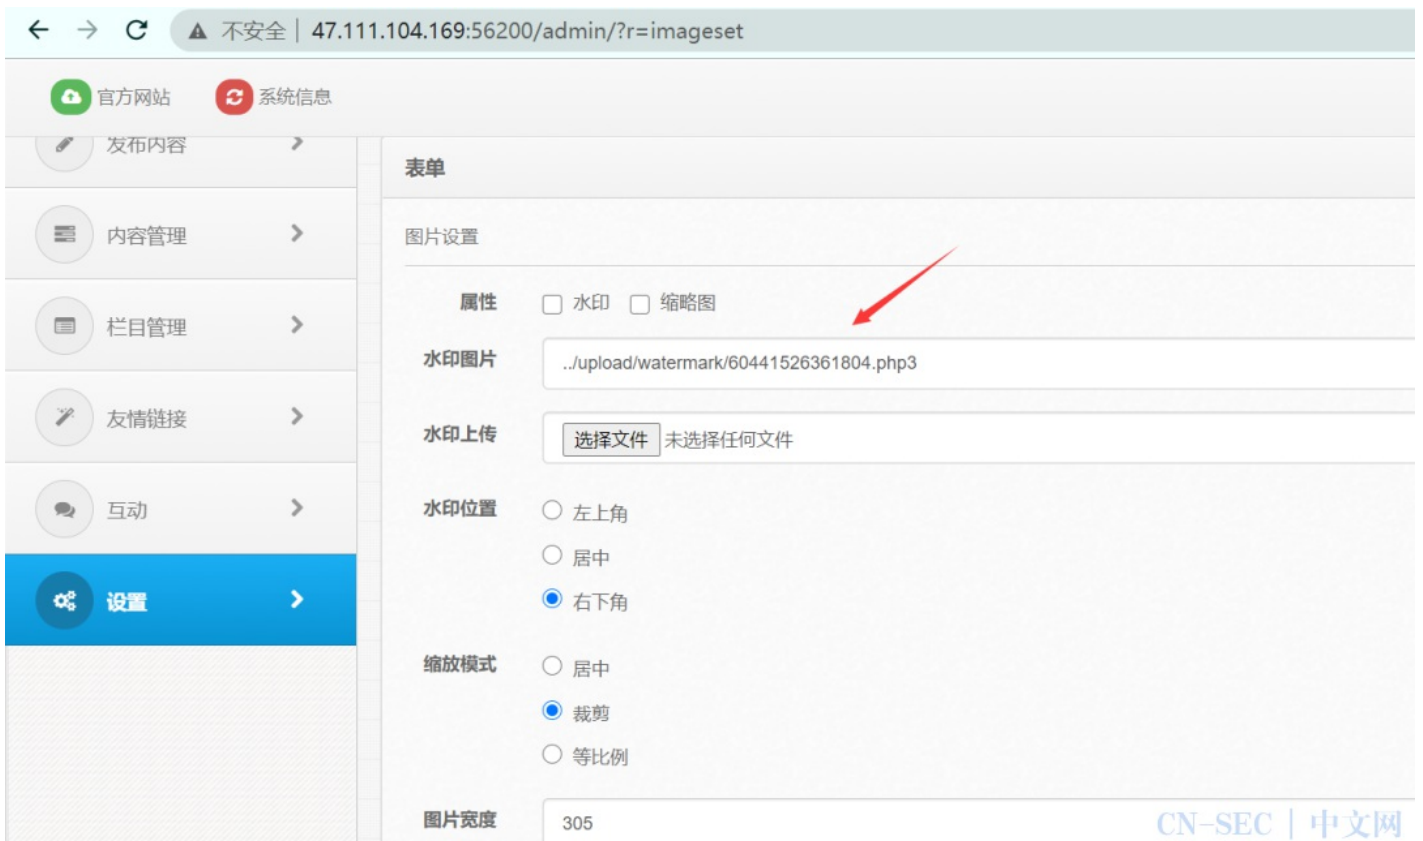 不安全 | 47.111.104.169:56200/admin/?r=imageset
官方网站 系统信息
发布内容
内容管理
栏目管理
友情链接
互动
设置
表单
图片设置
属性 水印 缩略图
水印图片 ../upload/watermark/60441526361804.php3
水印上传 选择文件 未选择任何文件
水印位置 左上角
居中
右下角
缩放模式 居中
裁剪
等比例
图片宽度 305
CN-SEC | 中文网